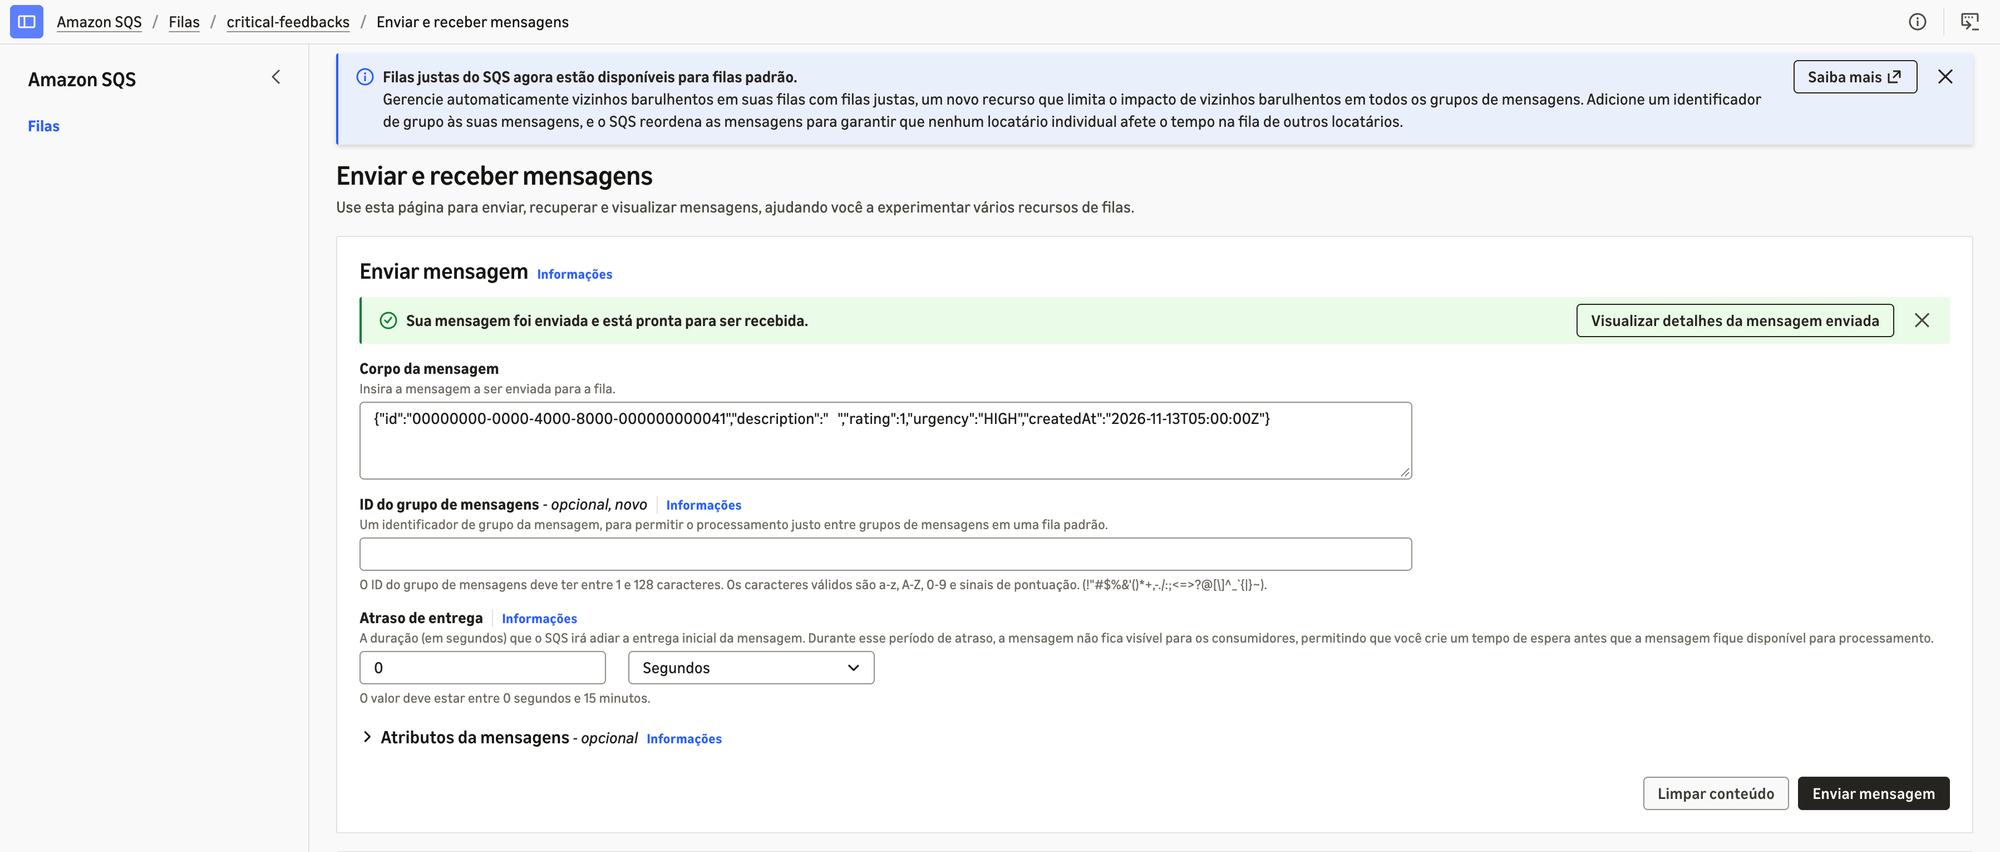 Amazon SQS / Filas / critical-feedbacks / Enviar e receber mensagens
Amazon SQS
Filas
Filas justas do SQS agora estão disponíveis para filas padrão.
Gerencie automaticamente vizinhos barulhentos em suas filas com filas justas, um novo recurso que limita o impacto de vizinhos barulhentos em todos os grupos de mensagens. Adicione um identificador
de grupo às suas mensagens, e o SQS reordena as mensagens para garantir que nenhum locatário individual afete o tempo na fila de outros locatários.
Saiba mais
Enviar e receber mensagens
Use esta página para enviar, recuperar e visualizar mensagens, ajudando você a experimentar vários recursos de filas.
Enviar mensagem Informações
Sua mensagem foi enviada e está pronta para ser recebida.
Visualizar detalhes da mensagem enviada
Corpo da mensagem
Insira a mensagem a ser enviada para a fila.
{"id":"00000000-0000-4000-8000-000000000041","description":"  ","rating":1,"urgency":"HIGH","createdAt":"2026-11-13T05:00:00Z"}
ID do grupo de mensagens - opcional, novo Informações
Um identificador de grupo da mensagem, para permitir o processamento justo entre grupos de mensagens em uma fila padrão.
O ID do grupo de mensagens deve ter entre 1 e 128 caracteres. Os caracteres válidos são a-z, A-Z, 0-9 e sinais de pontuação. (!"#$%&'()*+,-./:;<=>?@[\]^_`{|}~).
Atraso de entrega Informações
A duração (em segundos) que o SQS irá adiar a entrega inicial da mensagem. Durante esse período de atraso, a mensagem não fica visível para os consumidores, permitindo que você crie um tempo de espera antes que a mensagem fique disponível para processamento.
0 Segundos
O valor deve estar entre 0 segundos e 15 minutos.
Atributos da mensagens - opcional Informações
Limpar conteúdo
Enviar mensagem